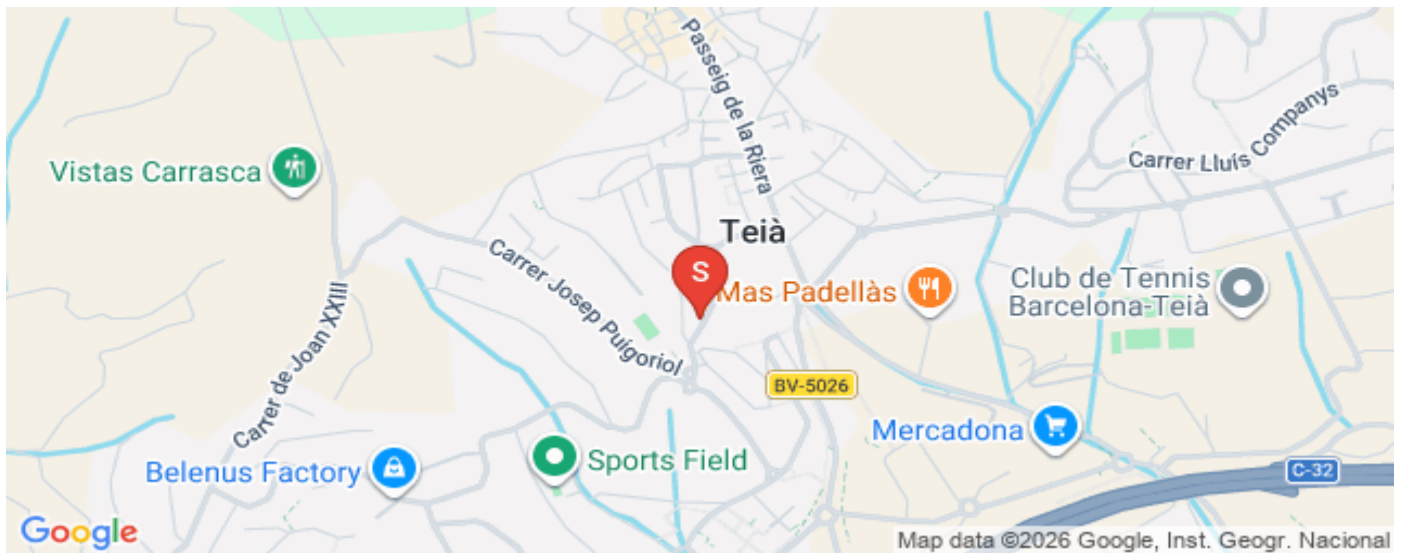 Passeig de la Riera
Carrer Lluís Companys
Vistas Carrasca
Teià
S
Mas Padellàs
Club de Tennis
Barcelona-Teià
Carrer Josep Puigoriol
Carrer de Joan XXIII
BV-5026
Mercadona
Sports Field
Belenus Factory
C-32
Google
Map data ©2026 Google, Inst. Geogr. Nacional